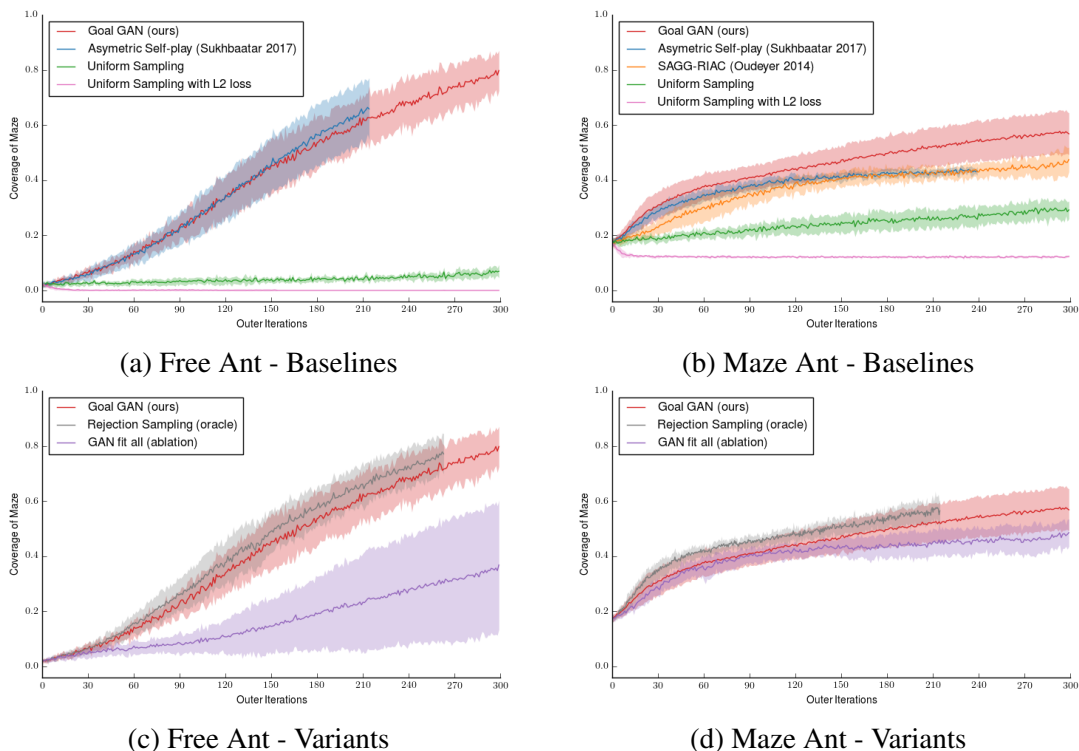 Goal GAN (ours)
Asymetric Self-play (Sukhbaatar 2017)
Uniform Sampling
Uniform Sampling with L2 loss
1.0
0.8
0.6
0.4
0.2
0.0
Coverage of Maze
0 30 60 90 120 150 180 210 240 270 300
Outer Iterations
(a) Free Ant - Baselines
Goal GAN (ours)
Asymetric Self-play (Sukhbaatar 2017)
SAGG-RIAC (Oudeyer 2014)
Uniform Sampling
Uniform Sampling with L2 loss
1.0
0.8
0.6
0.4
0.2
0.0
Coverage of Maze
0 30 60 90 120 150 180 210 240 270 300
Outer Iterations
(b) Maze Ant - Baselines
Goal GAN (ours)
Rejection Sampling (oracle)
GAN fit all (ablation)
1.0
0.8
0.6
0.4
0.2
0.0
Coverage of Maze
0 30 60 90 120 150 180 210 240 270 300
Outer Iterations
(c) Free Ant - Variants
Goal GAN (ours)
Rejection Sampling (oracle)
GAN fit all (ablation)
1.0
0.8
0.6
0.4
0.2
0.0
Coverage of Maze
0 30 60 90 120 150 180 210 240 270 300
Outer Iterations
(d) Maze Ant - Variants